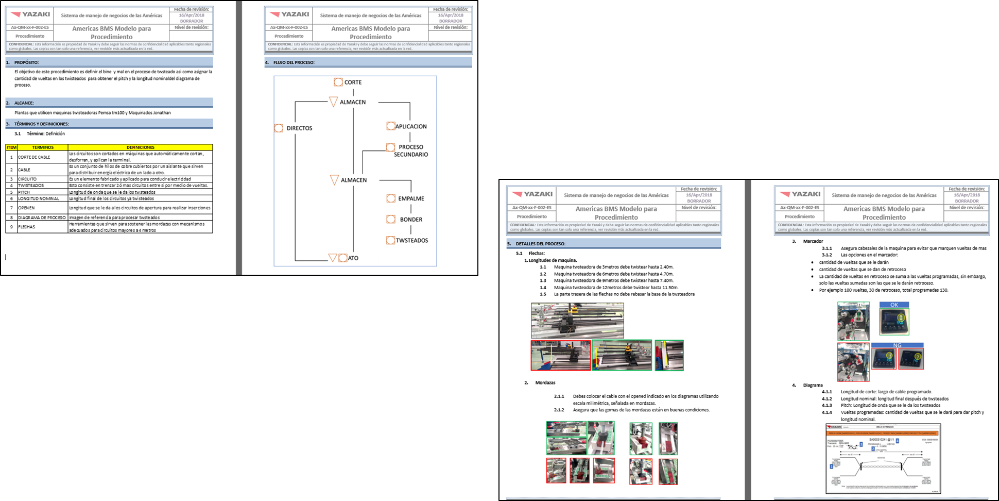 YAZAKI
Sistema de manejo de negocios de las Américas
Fecha de revisión:
16/Apr/2018
BORRADOR
Ax-QM-xx-F-002-ES
Americas BMS Modelo para
Procedimiento
Nivel de revisión:
Procedimiento
CONFIDENCIAL: Esta información es propiedad de Yazaki y debe seguir las normas de confidencialidad aplicables tanto regionales
como globales. Las copias son tan solo una referencia, ver revisión más actualizada en la red.
1. PROPÓSITO:
El objetivo de este procedimiento es definir el bine y mal en el proceso de twsteado asi como asignar la
cantidad de vueltas en los twisteados para obtener el pitch y la longitud nominaldel diagrama de
proceso.
2. ALCANCE:
Plantas que utilicen maquinas twisteadoras Pemsa tm100 y Maquinados Jonathan
3. TÉRMINOS Y DEFINICIONES:
3.1 Término: Definición
ITEM TERMINOS DEFINICIONES
1 CORTE DE CABLE Los circuitos son cortados en máquinas que automáticamente cortan,
desforran, y aplican la terminal.
2 CABLE Es un conjunto de hilos de cobre cubiertos por un aislante que sirven
para distribuir energía eléctrica de un lado a otro.
3 CIRCUITO Es un elemento fabricado y aplicado para conducir electricidad
4 TWISTEADOS Esto consiste en trenzar 2 ó mas circuitos entre si por medio de vueltas.
5 PITCH Longitud de onda que se le da los twsteados
6 LONGITUD NOMINAL Longitud final de los circuitos ya twisteados
7 OPEN EN Longitud que se le da a los circuitos de apertura para realizar inserciones
8 DIAGRAMA DE PROCESO Imagen de referencia para procesar twsteados
9 FLECHAS Herramientas que sirven para sostener las mordazas con mecanismos
adecuados para circuitos mayores a 4 metros
YAZAKI
Sistema de manejo de negocios de las Américas
Fecha de revisión:
16/Apr/2018
BORRADOR
Ax-QM-xx-F-002-ES
Americas BMS Modelo para
Procedimiento
Nivel de revisión:
Procedimiento
CONFIDENCIAL: Esta información es propiedad de Yazaki y debe seguir las normas de confidencialidad aplicables tanto regionales
como globales. Las copias son tan solo una referencia, ver revisión más actualizada en la red.
4. FLUJO DEL PROCESO:
CORTE
ALMACEN
DIRECTOS
APLICACION
PROCESO
SECUNDARIO
ALMACEN
EMPALME
BONDER
TWSTEADOS
ATO
YAZAKI
Sistema de manejo de negocios de las Américas
Fecha de revisión:
16/Apr/2018
BORRADOR
Ax-QM-xx-F-002-ES
Americas BMS Modelo para
Procedimiento
Nivel de revisión:
Procedimiento
CONFIDENCIAL: Esta información es propiedad de Yazaki y debe seguir las normas de confidencialidad aplicables tanto regionales
como globales. Las copias son tan solo una referencia, ver revisión más actualizada en la red.
5. DETALLES DEL PROCESO:
5.1 Flechas:
1. Longitudes de maquina.
1.1 Maquina twsteadora de 3metros debe twistear hasta 2.40m.
1.2 Maquina twsteadora de 6metros debe twistear hasta 4.70m.
1.3 Maquina twsteadora de 9metros debe twistear hasta 7.40m.
1.4 Maquina twsteadora de 12metros debe twistear hasta 11.50m.
1.5 La parte trasera de las flechas no debe rebasar la base de la twsteadora
2. Mordazas
2.1.1 Debes colocar el cable con el opened indicado en los diagramas utilizando
escala milimétrica, señalada en mordazas.
2.1.2 Asegura que las gomas de las mordazas están en buenas condiciones.
YAZAKI
Sistema de manejo de negocios de las Américas
Fecha de revisión:
16/Apr/2018
BORRADOR
Ax-QM-xx-F-002-ES
Americas BMS Modelo para
Procedimiento
Nivel de revisión:
Procedimiento
CONFIDENCIAL: Esta información es propiedad de Yazaki y debe seguir las normas de confidencialidad aplicables tanto regionales
como globales. Las copias son tan solo una referencia, ver revisión más actualizada en la red.
3. Marcador
3.1.1 Asegura cabezales de la maquina para evitar que marquen vueltas de mas
3.1.2 Las opciones en el marcador:
• cantidad de vueltas que se le darán
• cantidad de vueltas que se dan de retroceso
• La cantidad de vueltas en retroceso se suma a las vueltas programadas, sin embargo,
solo las vueltas sumadas son las que se le darán retroceso.
• Por ejemplo 100 vueltas, 30 de retroceso, total programadas 130.
OK
NG
4. Diagrama
4.1.1 Longitud de corte: largo de cable programado.
4.1.2 Longitud nominal: longitud final después de twsteados
4.1.3 Pitch: Longitud de onda que se le da los twsteados
4.1.4 Vueltas programadas: cantidad de vueltas que se le dará para dar pitch y
longitud nominal.
YAZAKI
SA000310241 @1/1
4
3
2
1